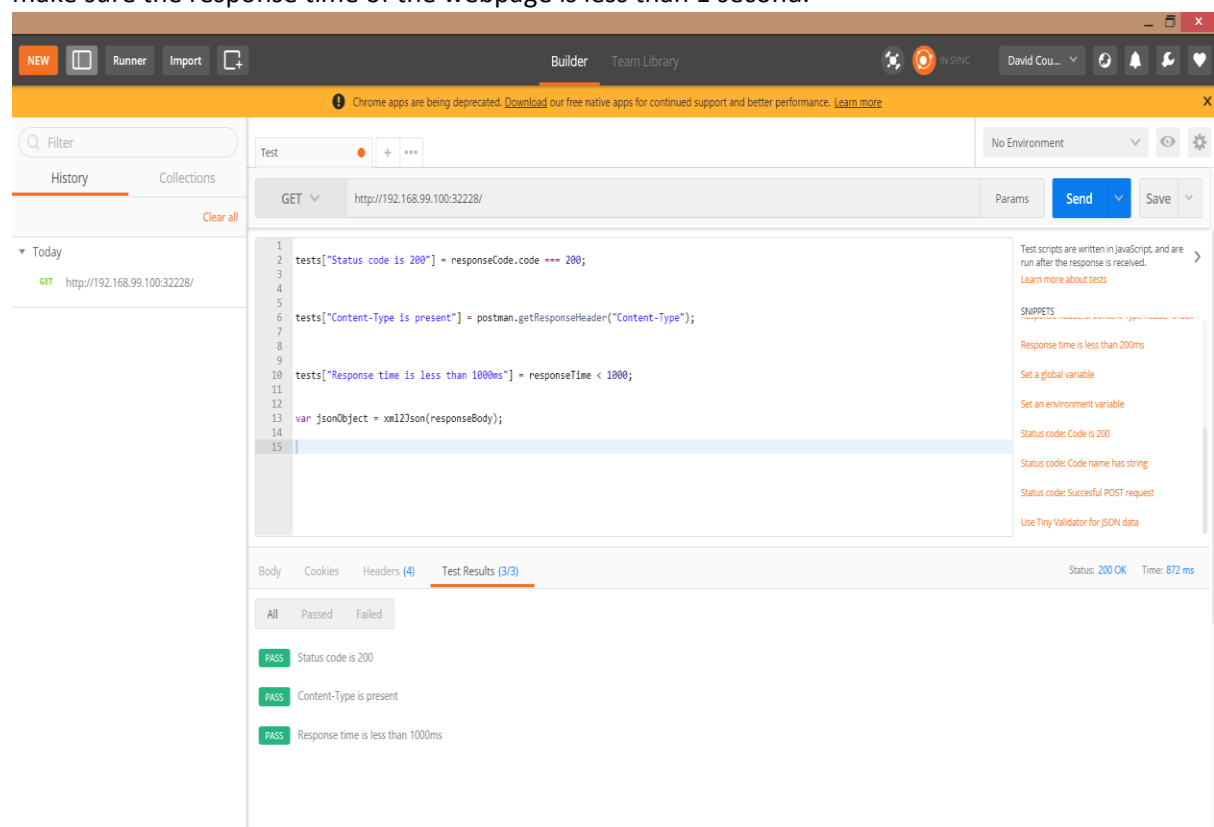 make sure the response time of the webpage is less than 1 second.
NEW Runner Import Builder Team Library IN SYNC David Cou...
Chrome apps are being deprecated. Download our free native apps for continued support and better performance. Learn more X
Filter
History Collections
Clear all
Today
GET http://192.168.99.100:32228/
Test + •••
No Environment
GET http://192.168.99.100:32228/ Params Send Save
1
2 tests["Status code is 200"] = responseCode.code === 200;
3
4
5
6 tests["Content-Type is present"] = postman.getResponseHeader("Content-Type");
7
8
9
10 tests["Response time is less than 1000ms"] = responseTime < 1000;
11
12
13 var jsonObject = xml2Json(responseBody);
14
15
Test scripts are written in JavaScript, and are
run after the response is received.
Learn more about tests
SNIPPETS
Response headers: Content-Type header check
Response time is less than 200ms
Set a global variable
Set an environment variable
Status code: Code is 200
Status code: Code name has string
Status code: Succesful POST request
Use Tiny Validator for JSON data
Body Cookies Headers (4) Test Results (3/3) Status: 200 OK Time: 872 ms
All Passed Failed
PASS Status code is 200
PASS Content-Type is present
PASS Response time is less than 1000ms